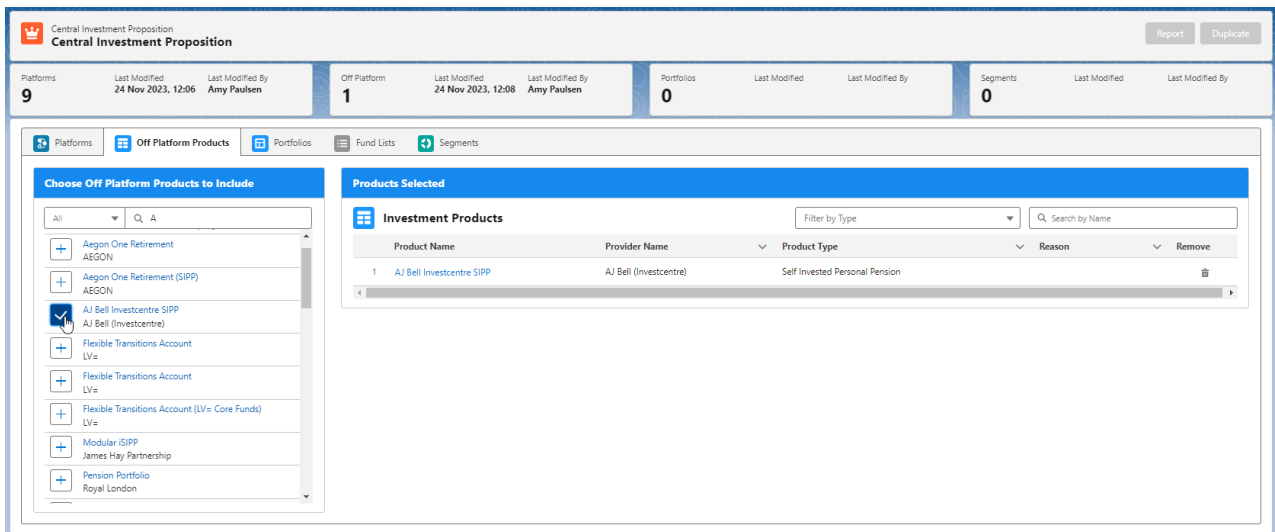 Central Investment Proposition
Central Investment Proposition
Report Duplicate
Platforms Last Modified Last Modified By
9 24 Nov 2023, 12:06 Amy Paulsen
Off Platform Last Modified Last Modified By
1 24 Nov 2023, 12:08 Amy Paulsen
Portfolios Last Modified Last Modified By
0
Segments Last Modified Last Modified By
0
Platforms Off Platform Products Portfolios Fund Lists Segments
Choose Off Platform Products to Include
All A
Aegon One Retirement
AEGON
Aegon One Retirement (SIPP)
AEGON
AJ Bell Investcentre SIPP
AJ Bell (Investcentre)
Flexible Transitions Account
LV=
Flexible Transitions Account
LV=
Flexible Transitions Account (LV= Core Funds)
LV=
Modular iSIPP
James Hay Partnership
Pension Portfolio
Royal London
Products Selected
Investment Products Filter by Type Search by Name
Product Name Provider Name Product Type Reason Remove
1 AJ Bell Investcentre SIPP AJ Bell (Investcentre) Self Invested Personal Pension